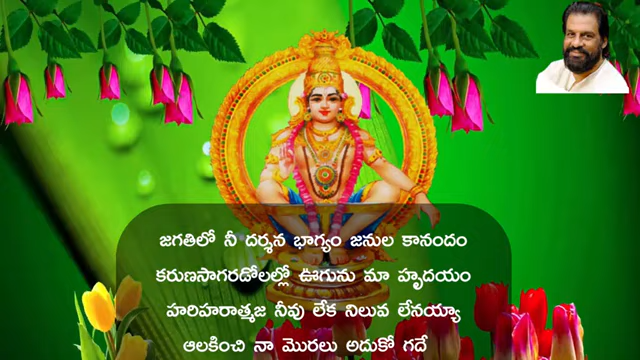 జగతిలో నీ దర్శన భాగ్యం జనుల కానందం
కరుణసాగరడోలల్లో ఊగును మా హృదయం
హరిహరాత్మజ నీవు లేక నిలువ లేనయ్యా
ఆలకించి నా మొరలు అదుకో గదే